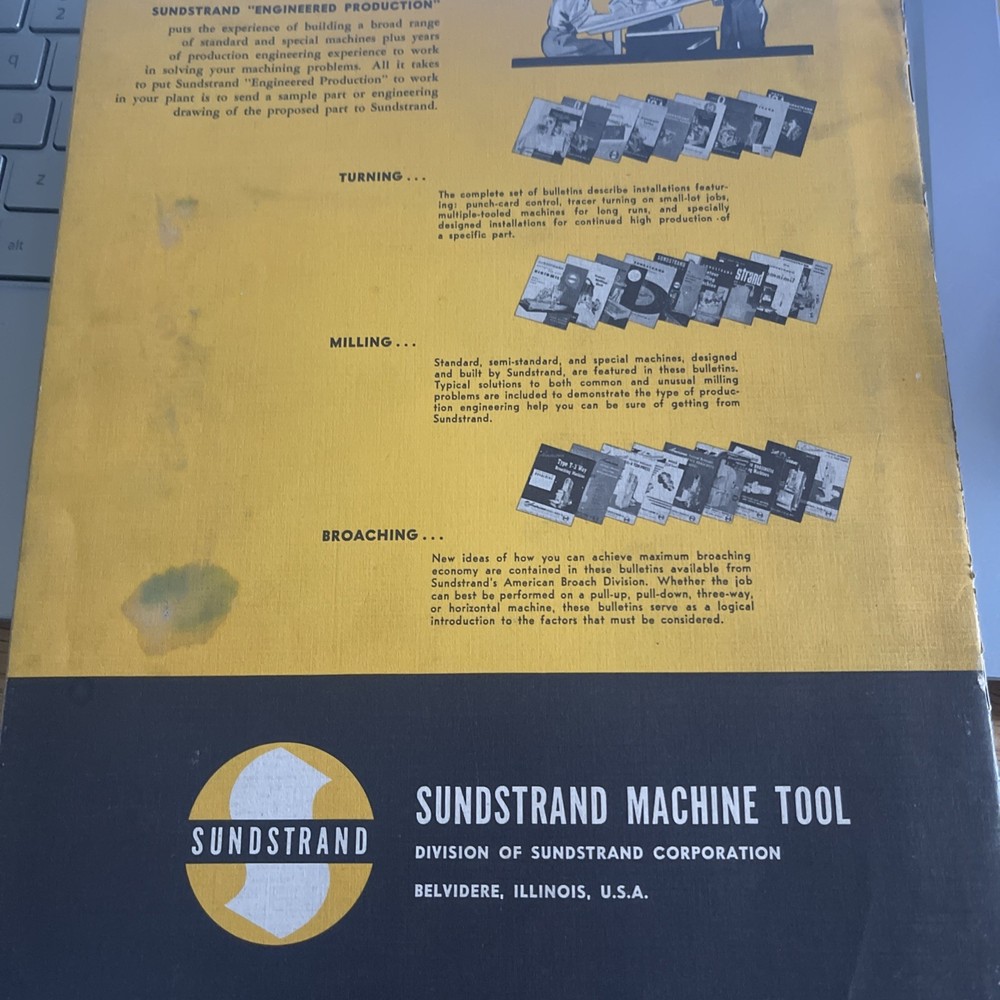 SUNDSTRAND "ENGINEERED PRODUCTION"
puts the experience of building a broad range
of standard and special machines plus years
of production engineering experience to work
in solving your machining problems. All it takes
to put Sundstrand "Engineered Production" to work
in your plant is to send a sample part or engineering
drawing of the proposed part to Sundstrand.
TURNING...
The complete set of bulletins describe installations featur-
ing: punch-card control, tracer turning on small-lot jobs,
multiple-tooled machines for long runs, and specially
designed installations for continued high production of
a specific part.
SUNDSTRAND
strand
MILLING...
Standard, semi-standard, and special machines, designed
and built by Sundstrand, are featured in these bulletins.
Typical solutions to both common and unusual milling
problems are included to demonstrate the type of produc-
tion engineering help you can be sure of getting from
Sundstrand.
Type T-3 Way
Broaching Machines
BROACHING...
New ideas of how you can achieve maximum broaching
economy are contained in these bulletins available from
Sundstrand's American Broach Division. Whether the job
can best be performed on a pull-up, pull-down, three-way,
or horizontal machine, these bulletins serve as a logical
introduction to the factors that must be considered.
SUNDSTRAND
SUNDSTRAND MACHINE TOOL
DIVISION OF SUNDSTRAND CORPORATION
BELVIDERE, ILLINOIS, U.S.A.
2
q
a
z
alt